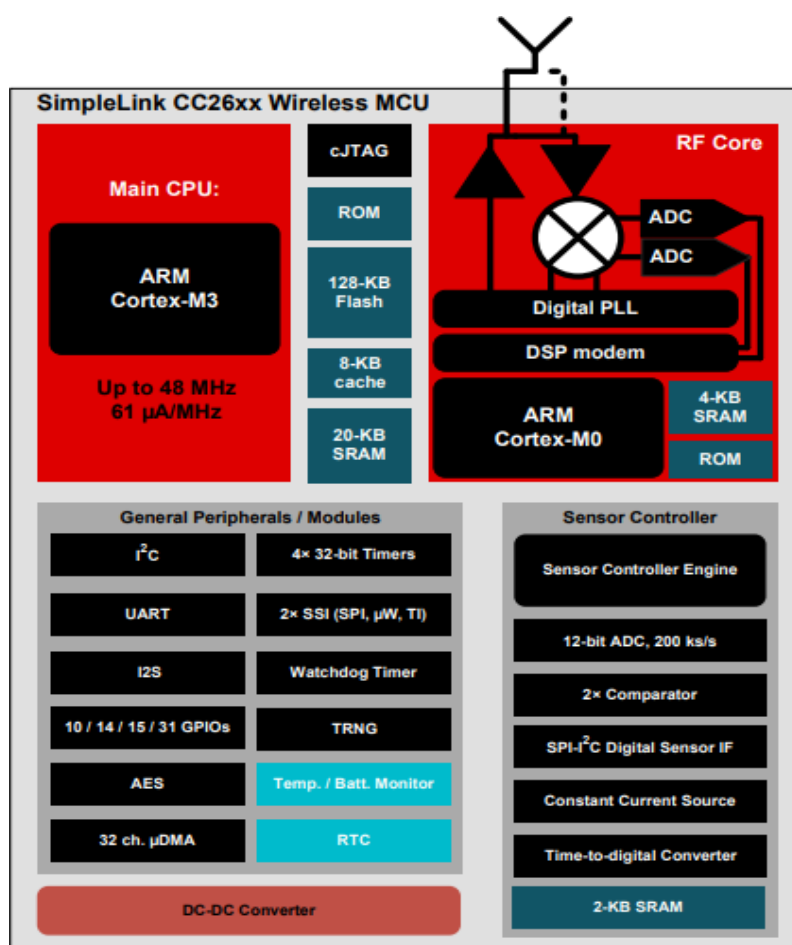 SimpleLink CC26xx Wireless MCU
Main CPU:
ARM
Cortex-M3
Up to 48 MHz
61 µA/MHz
cJTAG
ROM
128-KB
Flash
8-KB
cache
20-KB
SRAM
RF Core
ADC
ADC
Digital PLL
DSP modem
ARM
Cortex-M0
4-KB
SRAM
ROM
General Peripherals / Modules
I²C
4× 32-bit Timers
UART
2× SSI (SPI, µW, TI)
I2S
Watchdog Timer
10 / 14 / 15 / 31 GPIOs
TRNG
AES
Temp. / Batt. Monitor
32 ch. µDMA
RTC
DC-DC Converter
Sensor Controller
Sensor Controller Engine
12-bit ADC, 200 ks/s
2× Comparator
SPI-I²C Digital Sensor IF
Constant Current Source
Time-to-digital Converter
2-KB SRAM